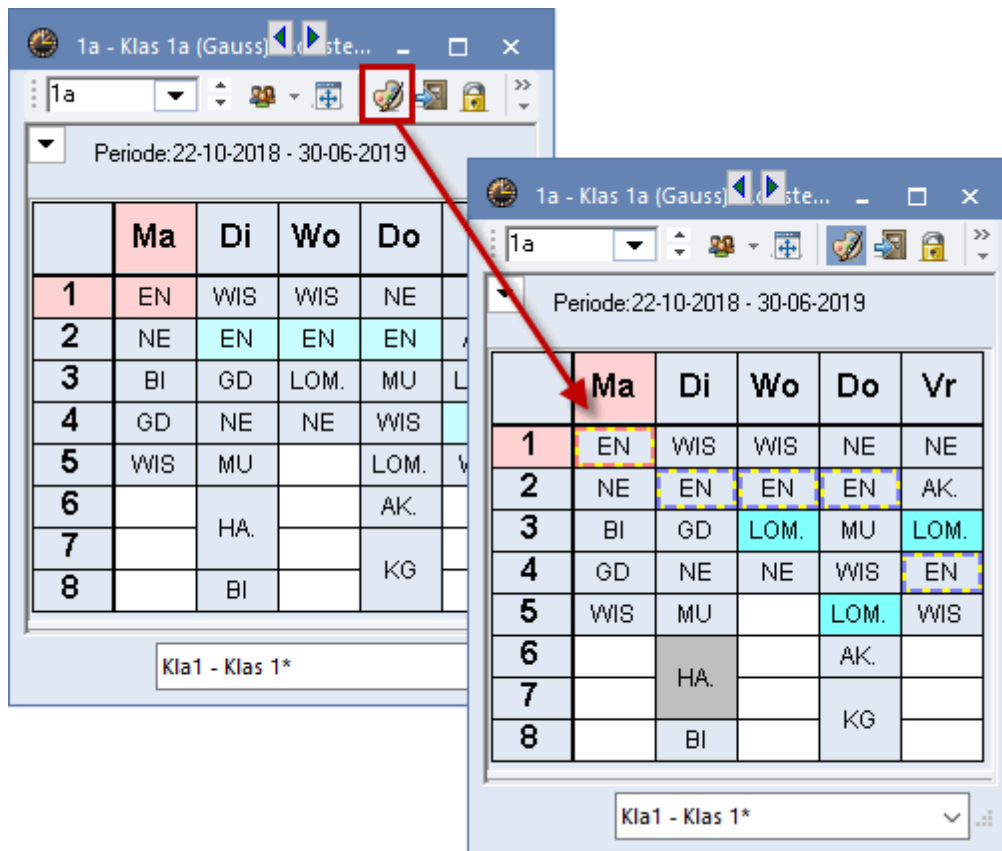 1a - Klas 1a (Gauss) ste...
1a
Periode:22-10-2018 - 30-06-2019
Ma Di Wo Do
1 EN WIS WIS NE
2 NE EN EN EN
3 BI GD LOM. MU L
4 GD NE NE WIS
5 WIS MU LOM.
6 AK.
HA.
7
KG
8 BI
Kla1 - Klas 1*
1a - Klas 1a (Gauss) ste...
1a
Periode:22-10-2018 - 30-06-2019
Ma Di Wo Do Vr
1 EN WIS WIS NE NE
2 NE EN EN EN AK.
3 BI GD LOM. MU LOM.
4 GD NE NE WIS EN
5 WIS MU LOM. WIS
6 AK.
HA.
7
KG
8 BI
Kla1 - Klas 1*